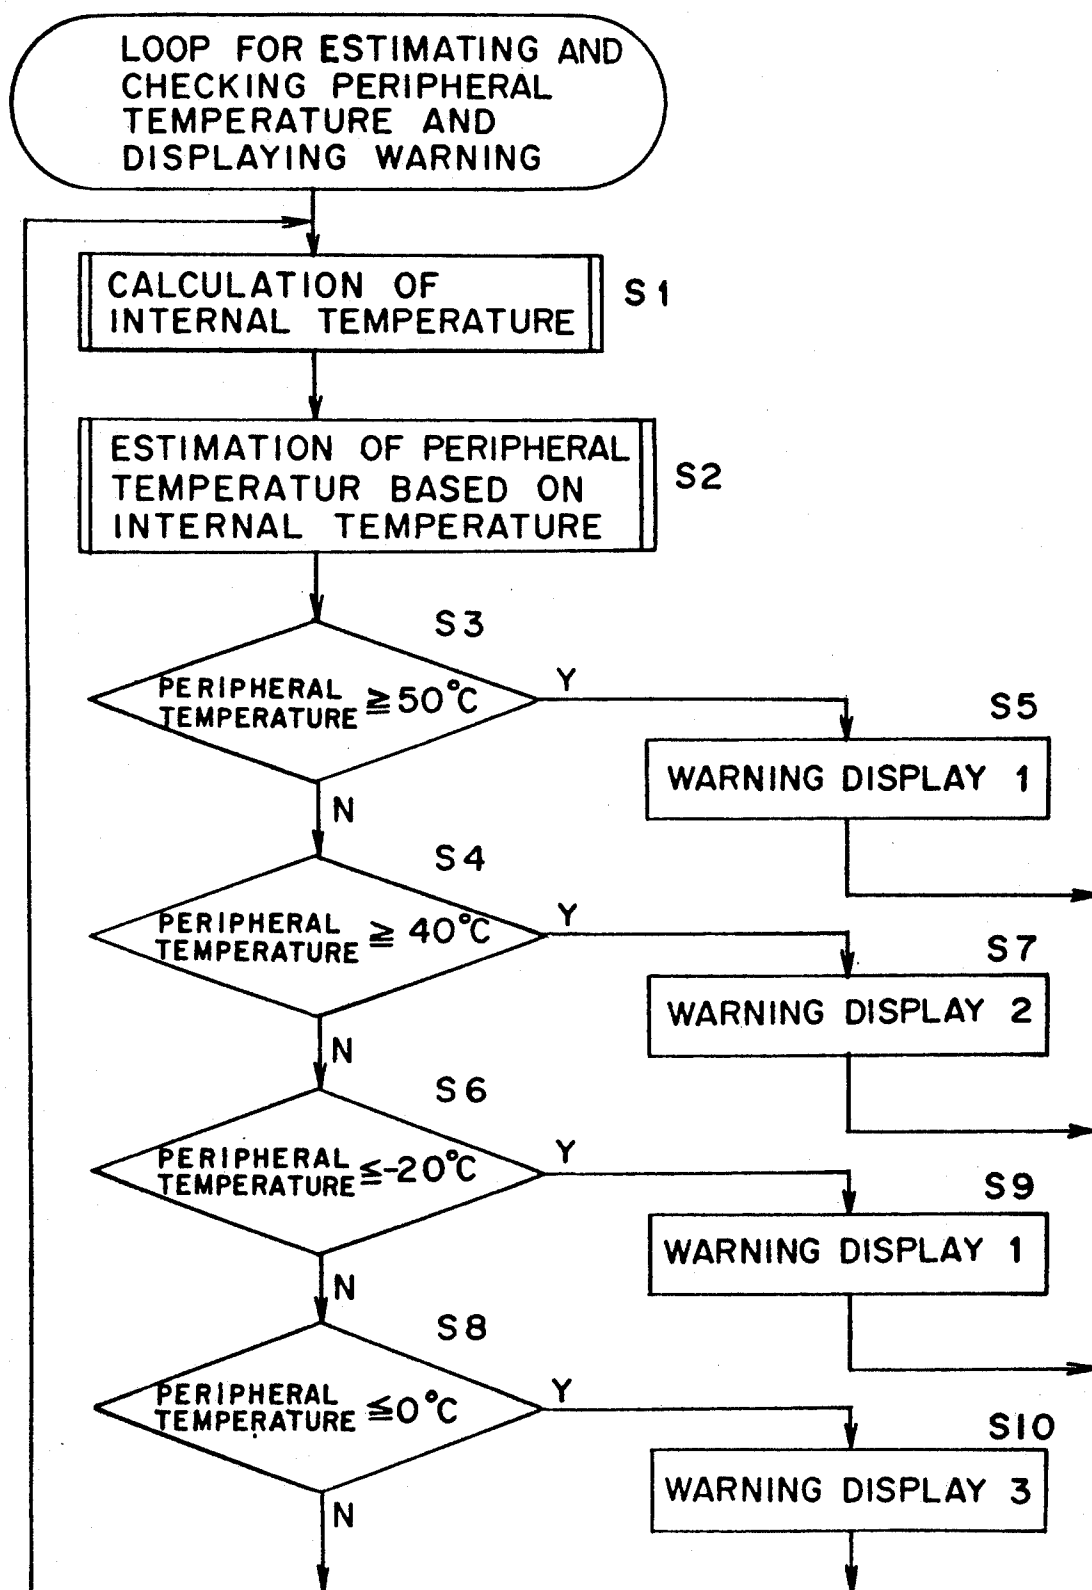 LOOP FOR ESTIMATING AND
CHECKING PERIPHERAL
TEMPERATURE AND
DISPLAYING WARNING
CALCULATION OF
INTERNAL TEMPERATURE
S1
ESTIMATION OF PERIPHERAL
TEMPERATUR BASED ON
INTERNAL TEMPERATURE
S2
S3
PERIPHERAL
TEMPERATURE ≧ 50°C
Y
N
S5
WARNING DISPLAY 1
S4
PERIPHERAL
TEMPERATURE ≧ 40°C
Y
N
S7
WARNING DISPLAY 2
S6
PERIPHERAL
TEMPERATURE ≦-20°C
Y
N
S9
WARNING DISPLAY 1
S8
PERIPHERAL
TEMPERATURE ≦0°C
Y
N
S10
WARNING DISPLAY 3